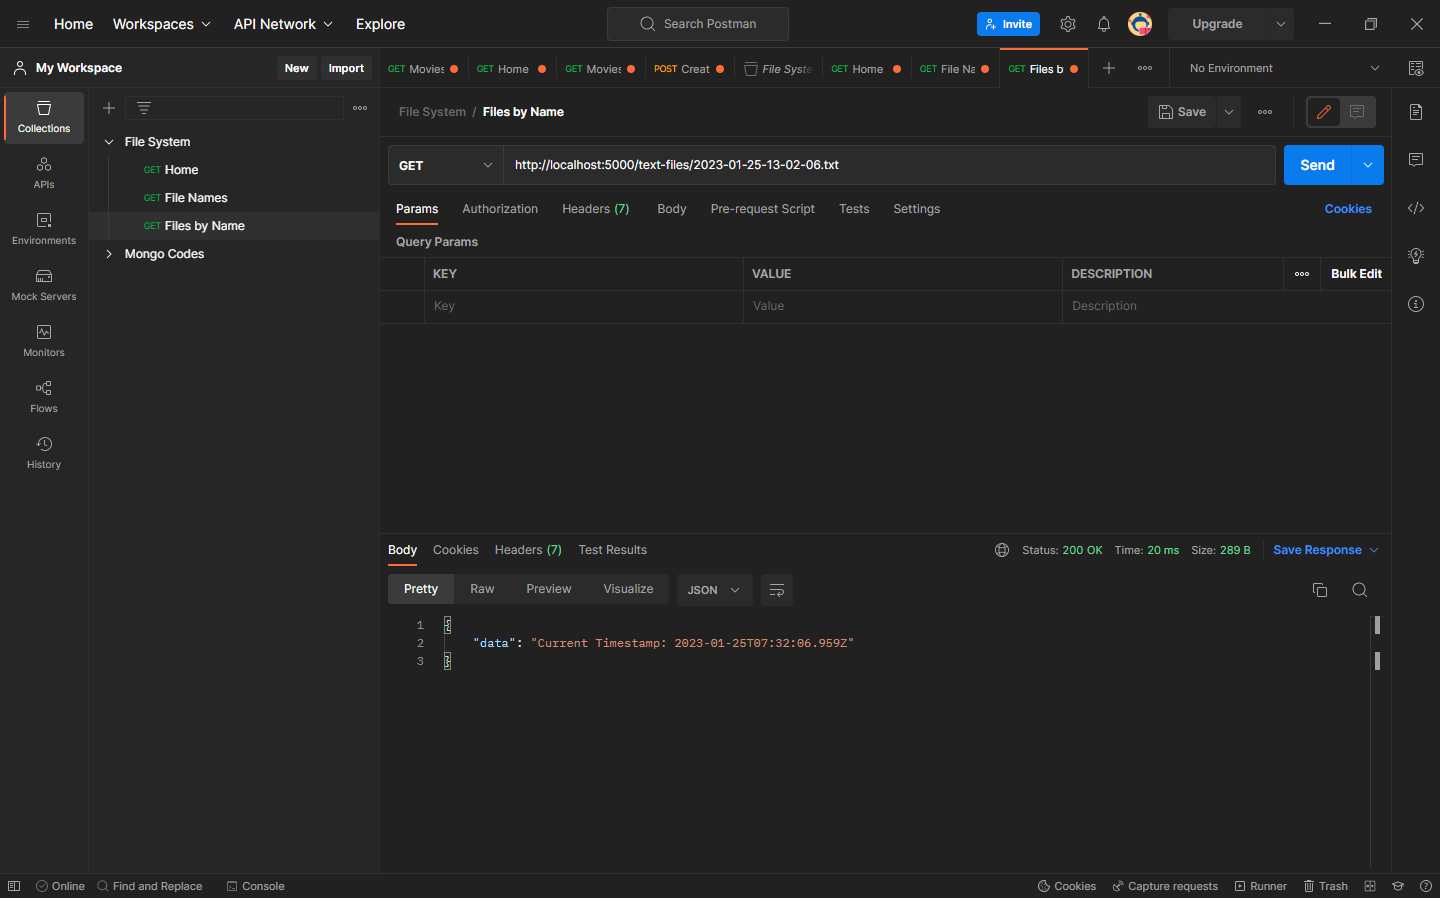 Home Workspaces API Network Explore Search Postman Invite Upgrade
My Workspace New Import GET Movies GET Home GET Movies POST Creat File Syste GET Home GET File Na GET Files b No Environment
Collections
APIs
Environments
Mock Servers
Monitors
Flows
History
File System
GET Home
GET File Names
GET Files by Name
Mongo Codes
File System / Files by Name Save
GET http://localhost:5000/text-files/2023-01-25-13-02-06.txt Send
Params Authorization Headers (7) Body Pre-request Script Tests Settings Cookies
Query Params
KEY VALUE DESCRIPTION Bulk Edit
Key Value Description
Body Cookies Headers (7) Test Results Status: 200 OK Time: 20 ms Size: 289 B Save Response
Pretty Raw Preview Visualize JSON
1 {
2 "data": "Current Timestamp: 2023-01-25T07:32:06.959Z"
3 }
Online Find and Replace Console Cookies Capture requests Runner Trash